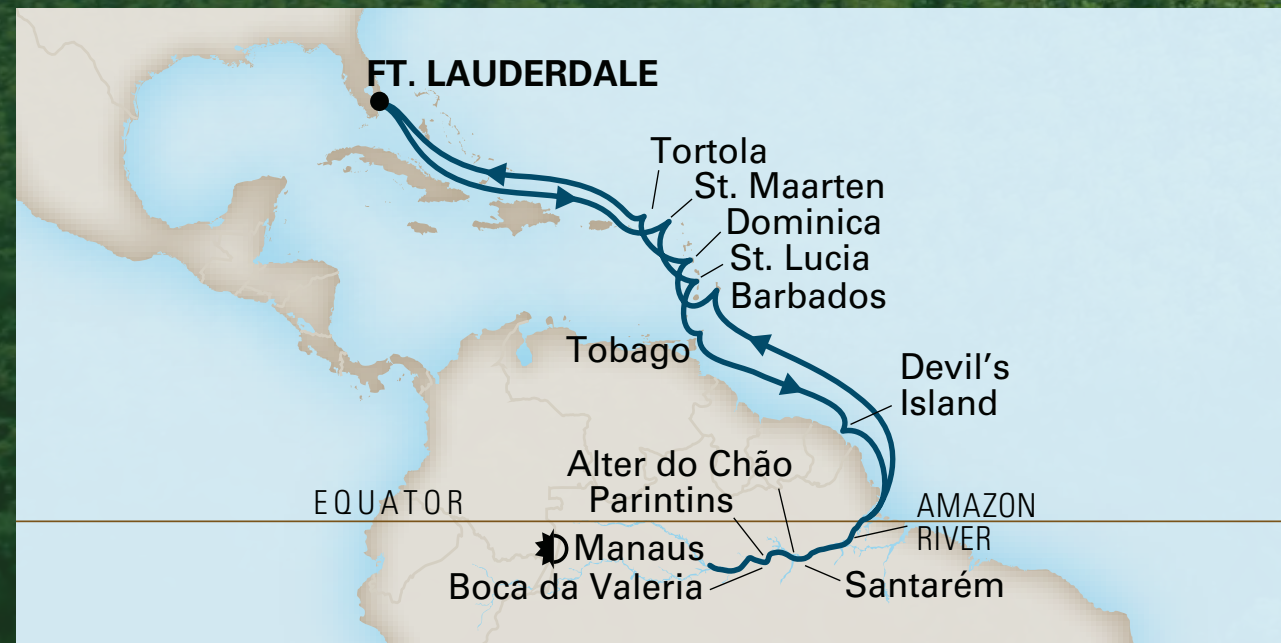 FT. LAUDERDALE
Tortola
St. Maarten
Dominica
St. Lucia
Barbados
Tobago
Devil's
Island
Alter do Chão
Parintins
EQUATOR
AMAZON
RIVER
Manaus
Boca da Valeria
Santarém